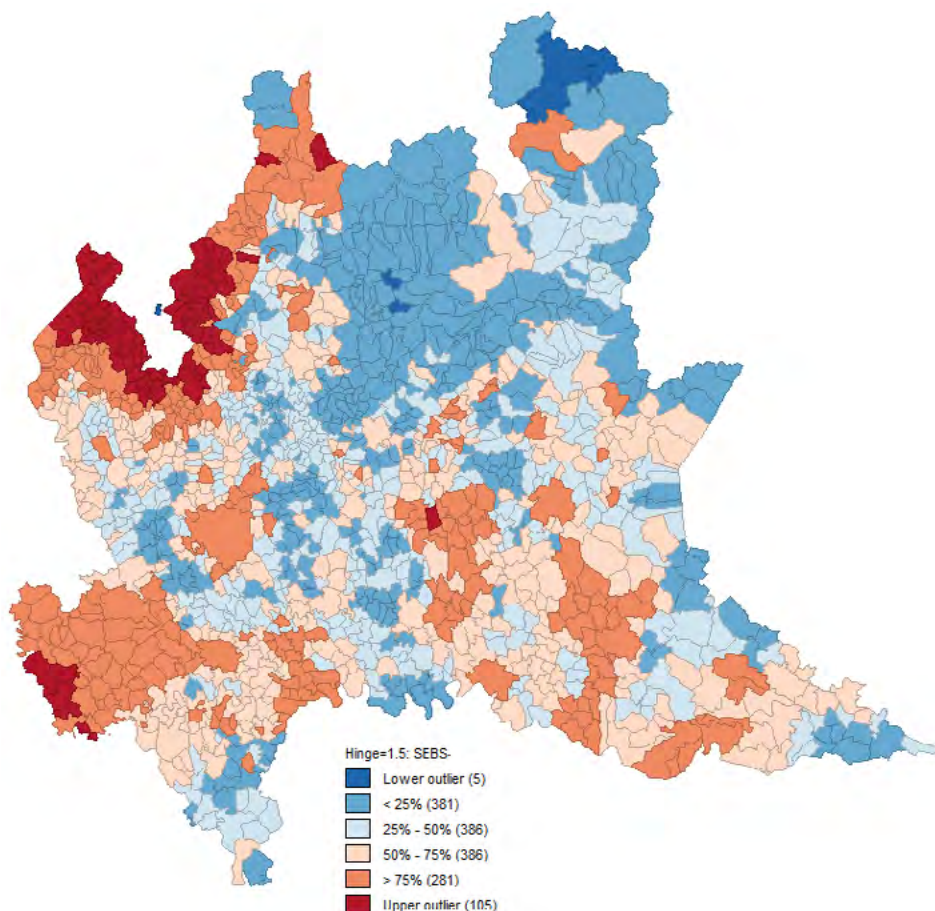 Hinge=1.5: SEBS-
Lower outlier (5)
< 25% (381)
25% - 50% (386)
50% - 75% (386)
> 75% (281)
Upper outlier (105)